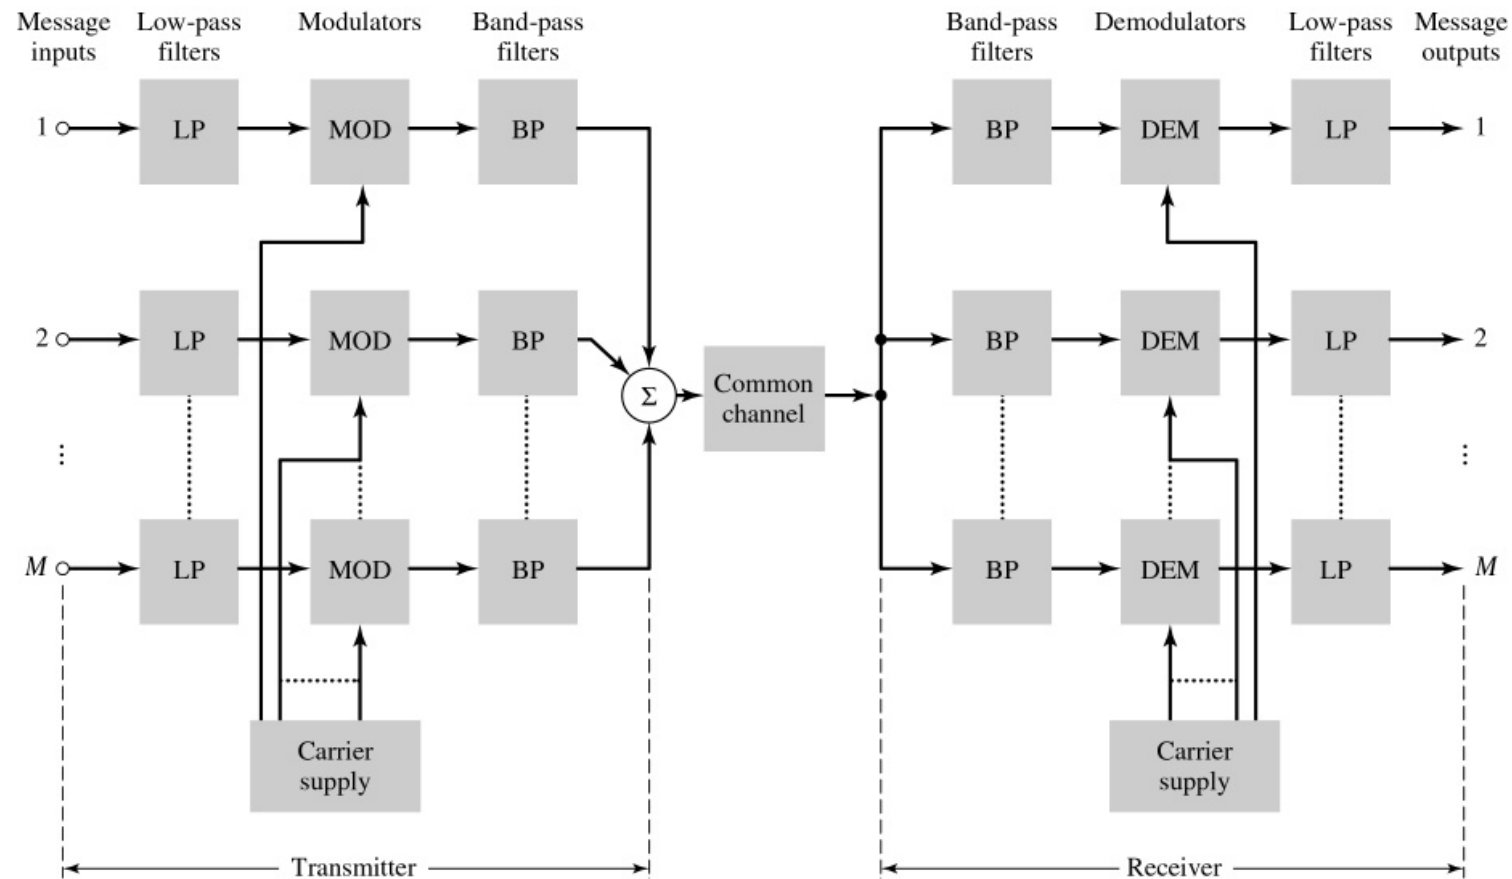 Message
inputs
Low-pass
filters
Modulators
Band-pass
filters
Band-pass
filters
Demodulators
Low-pass
filters
Message
outputs
1
LP
MOD
BP
BP
DEM
LP
1
2
LP
MOD
BP
Σ
Common
channel
BP
DEM
LP
2
⋮
⋮
M
LP
MOD
BP
BP
DEM
LP
M
Carrier
supply
Carrier
supply
Transmitter
Receiver